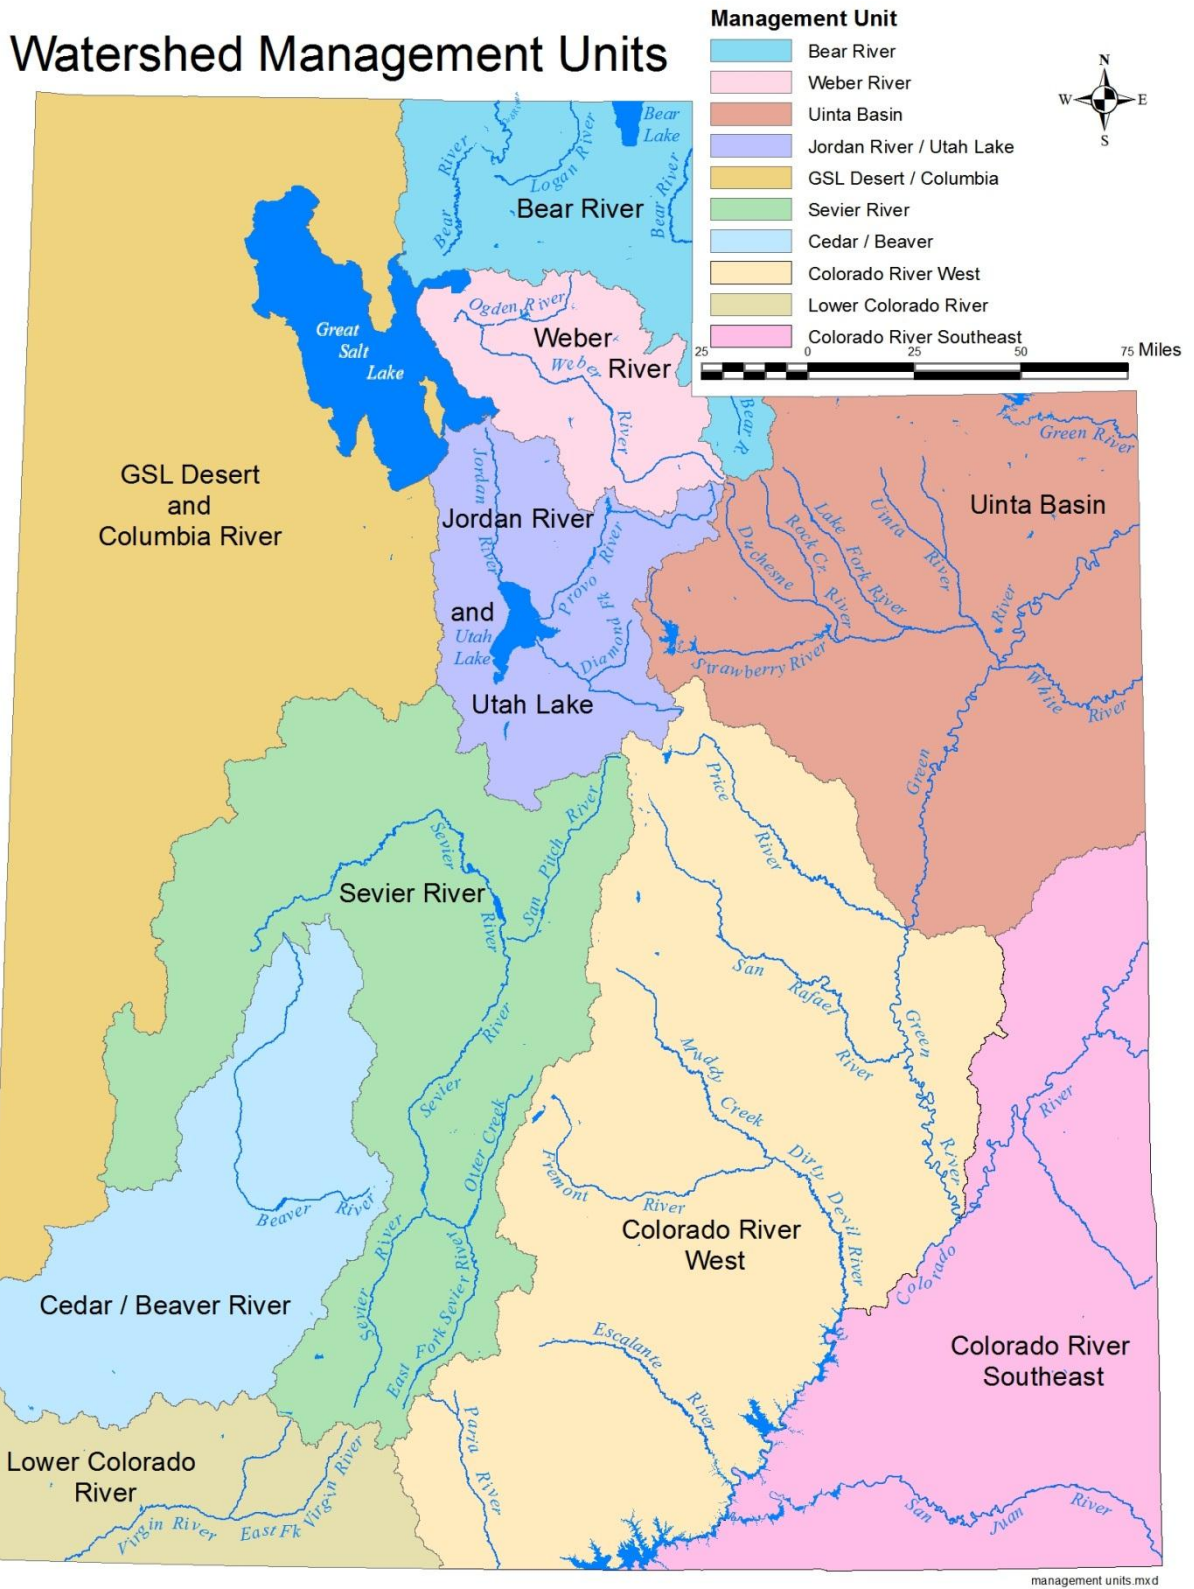 Watershed Management Units
Management Unit
Bear River
Weber River
Uinta Basin
Jordan River / Utah Lake
GSL Desert / Columbia
Sevier River
Cedar / Beaver
Colorado River West
Lower Colorado River
Colorado River Southeast
N
W E
S
25 0 25 50 75 Miles
Bear River
Logan River
Bear
Lake
Bear River
Bear River
Ogden River
Weber
River
Weber
River
Great
Salt
Lake
Bear R.
Green River
GSL Desert
and
Columbia River
Uinta Basin
Jordan
River
Jordan River
and
Utah Lake
Utah
Lake
Provo River
Diamond Fk
Duchesne
River
Rock Cr.
Lake Fork River
Uinta
River
River
Strawberry River
White
River
Green
Price
River
San Pitch River
Sevier
River
Sevier River
San
Rafael
River
Green
River
Muddy
Creek
River
Sevier
Otter Creek
Dirty Devil River
Fremont
River
Beaver River
River
Sevier
East Fork Sevier River
Colorado River
West
River
Colorado
Cedar / Beaver River
Escalante
River
Colorado River
Southeast
Paria River
Lower Colorado
River
Virgin River
East Fk Virgin River
San Juan River
management units.mxd